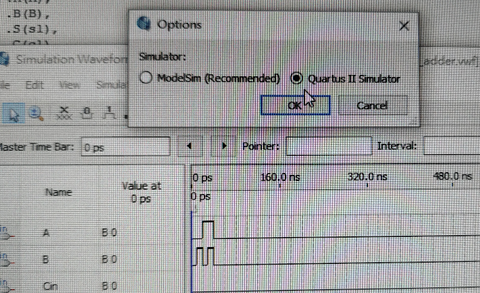 .B(B),
.S(s1),
Options
Simulator:
ModelSim (Recommended)
Quartus II Simulator
OK
Cancel
Simulation Waveform
_adder.vwf]
Edit
View
Master Time Bar:
0 ps
Pointer:
Interval:
Name
Value at
0 ps
0 ps
160.0 ns
320.0 ns
480.0 ns
0 ps
A
B 0
B
B 0
Cin
B 0